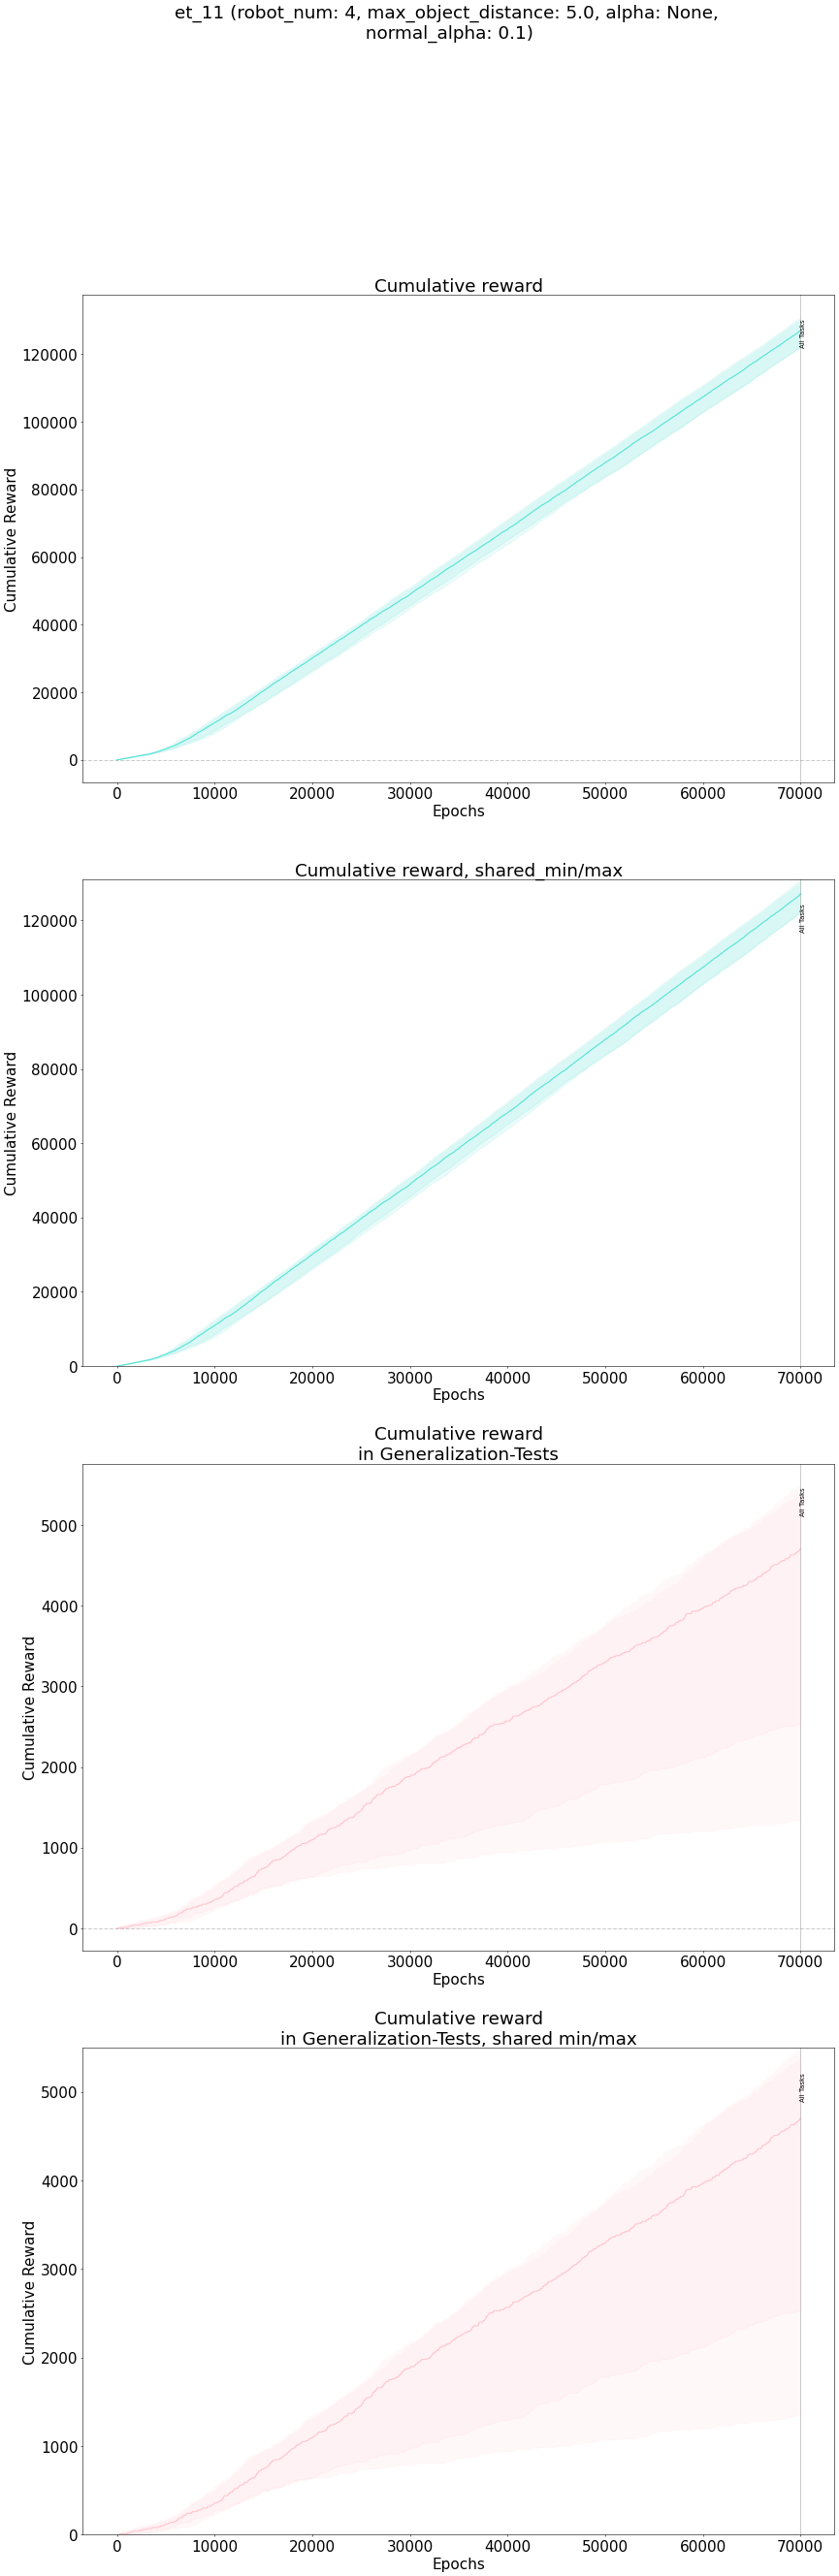 et_11 (robot_num: 4, max_object_distance: 5.0, alpha: None,
normal_alpha: 0.1)
Cumulative reward
All Tasks
120000
100000
80000
60000
40000
20000
0
Cumulative Reward
0 10000 20000 30000 40000 50000 60000 70000
Epochs
Cumulative reward, shared_min/max
All Tasks
120000
100000
80000
60000
40000
20000
0
Cumulative Reward
0 10000 20000 30000 40000 50000 60000 70000
Epochs
Cumulative reward
in Generalization-Tests
All Tasks
5000
4000
3000
2000
1000
0
Cumulative Reward
0 10000 20000 30000 40000 50000 60000 70000
Epochs
Cumulative reward
in Generalization-Tests, shared min/max
All Tasks
5000
4000
3000
2000
1000
0
Cumulative Reward
0 10000 20000 30000 40000 50000 60000 70000
Epochs